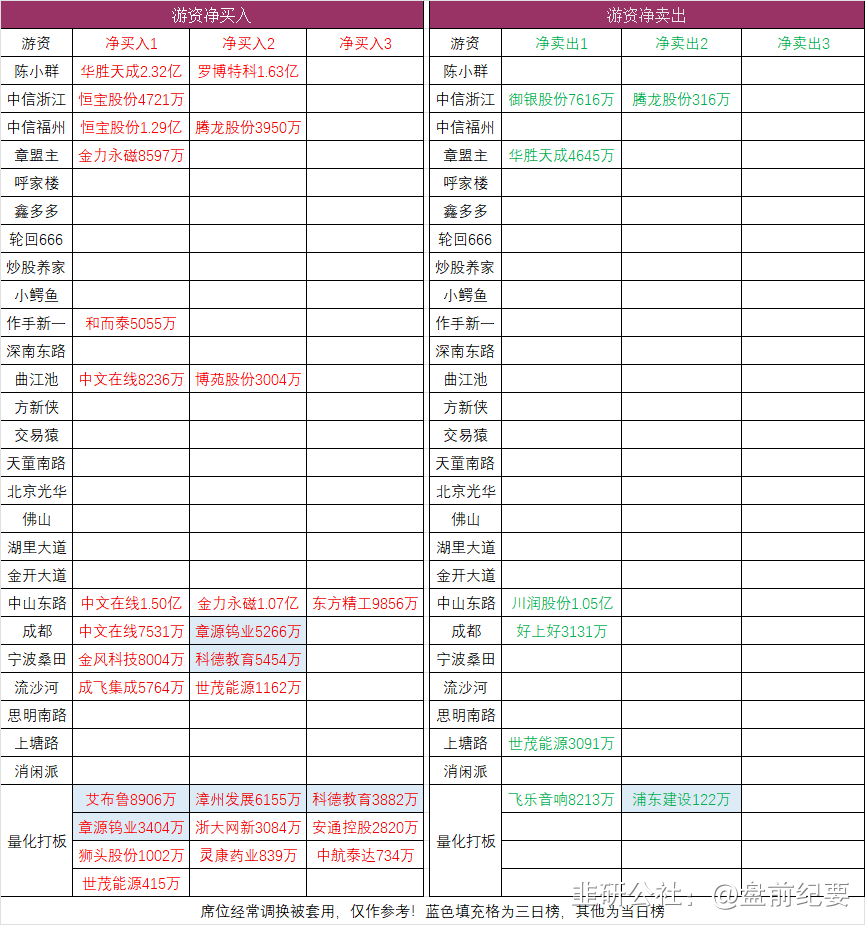 游资净买入 游资净卖出
游资 净买入1 净买入2 净买入3 游资 净卖出1 净卖出2 净卖出3
陈小群 华胜天成2.32亿 罗博特科1.63亿 陈小群
中信浙江 恒宝股份4721万 中信浙江 御银股份7616万 腾龙股份316万
中信福州 恒宝股份1.29亿 腾龙股份3950万 中信福州
章盟主 金力永磁8597万 章盟主 华胜天成4645万
呼家楼 呼家楼
鑫多多 鑫多多
轮回666 轮回666
炒股养家 炒股养家
小鳄鱼 小鳄鱼
作手新一 和而泰5055万 作手新一
深南东路 深南东路
曲江池 中文在线8236万 博苑股份3004万 曲江池
方新侠 方新侠
交易猿 交易猿
天童南路 天童南路
北京光华 北京光华
佛山 佛山
湖里大道 湖里大道
金开大道 金开大道
中山东路 中文在线1.50亿 金力永磁1.07亿 东方精工9856万 中山东路 川润股份1.05亿
成都 中文在线7531万 章源钨业5266万 成都 好上好3131万
宁波桑田 金风科技8004万 科德教育5454万 宁波桑田
流沙河 成飞集成5764万 世茂能源1162万 流沙河
思明南路 思明南路
上塘路 上塘路 世茂能源3091万
消闲派 消闲派
量化打板 艾布鲁8906万 漳州发展6155万 科德教育3882万 量化打板 飞乐音响8213万 浦东建设122万
章源钨业3404万 浙大网新3084万 安通控股2820万
狮头股份1002万 灵康药业839万 中航泰达734万
世茂能源415万
韭研公社：@盘前纪要
席位经常调换被套用，仅作参考！蓝色填充格为三日榜，其他为当日榜